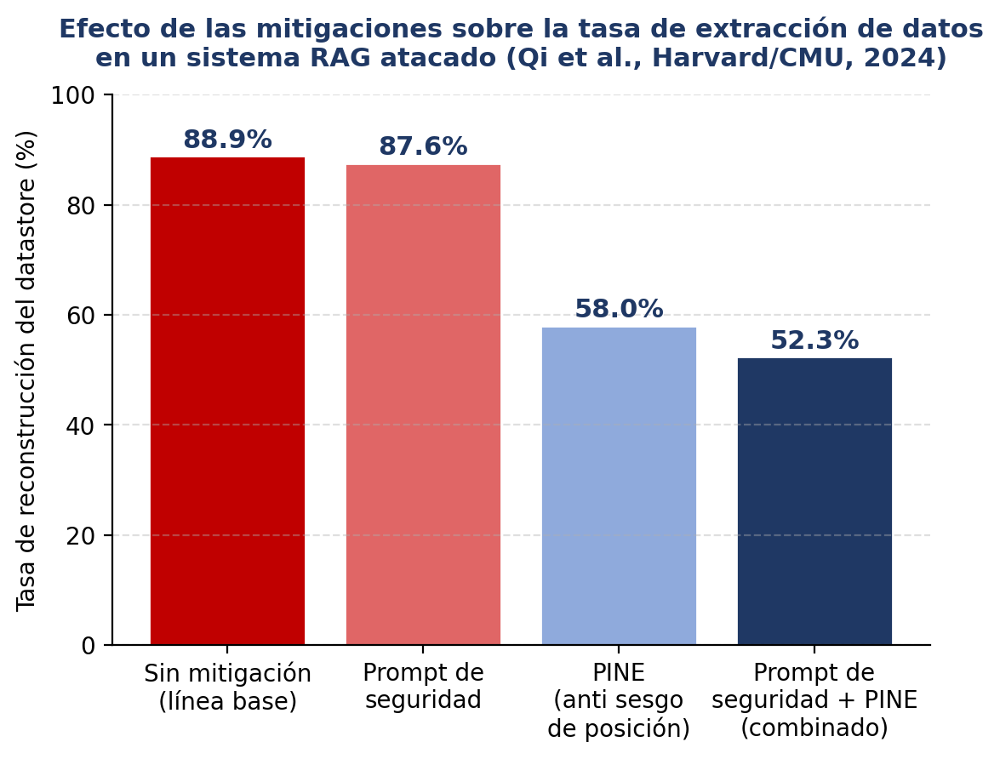 Efecto de las mitigaciones sobre la tasa de extracción de datos
en un sistema RAG atacado (Qi et al., Harvard/CMU, 2024)
Tasa de reconstrucción del datastore (%)
100
80
60
40
20
0
88.9%
87.6%
58.0%
52.3%
Sin mitigación
(línea base)
Prompt de
seguridad
PINE
(anti sesgo
de posición)
Prompt de
seguridad + PINE
(combinado)